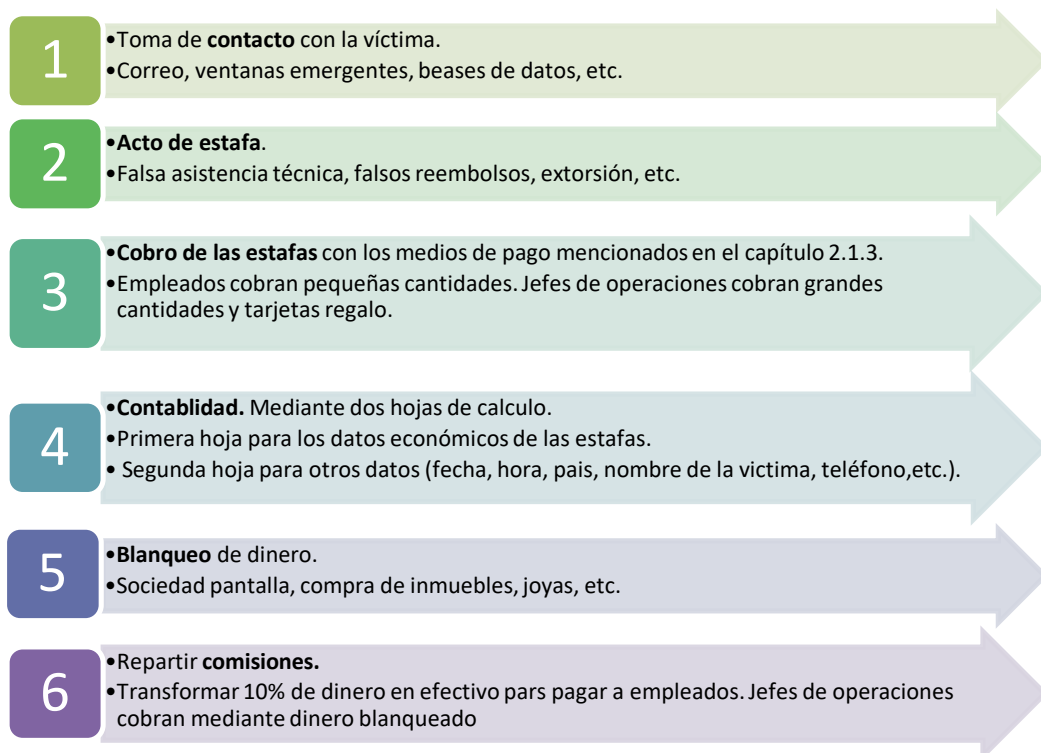 1
•Toma de contacto con la víctima.
•Correo, ventanas emergentes, beases de datos, etc.
2
•Acto de estafa.
•Falsa asistencia técnica, falsos reembolsos, extorsión, etc.
3
•Cobro de las estafas con los medios de pago mencionados en el capítulo 2.1.3.
•Empleados cobran pequeñas cantidades. Jefes de operaciones cobran grandes
cantidades y tarjetas regalo.
4
•Contablidad. Mediante dos hojas de calculo.
•Primera hoja para los datos económicos de las estafas.
• Segunda hoja para otros datos (fecha, hora, pais, nombre de la victima, teléfono,etc.).
5
•Blanqueo de dinero.
•Sociedad pantalla, compra de inmuebles, joyas, etc.
6
•Repartir comisiones.
•Transformar 10% de dinero en efectivo pars pagar a empleados. Jefes de operaciones
cobran mediante dinero blanqueado